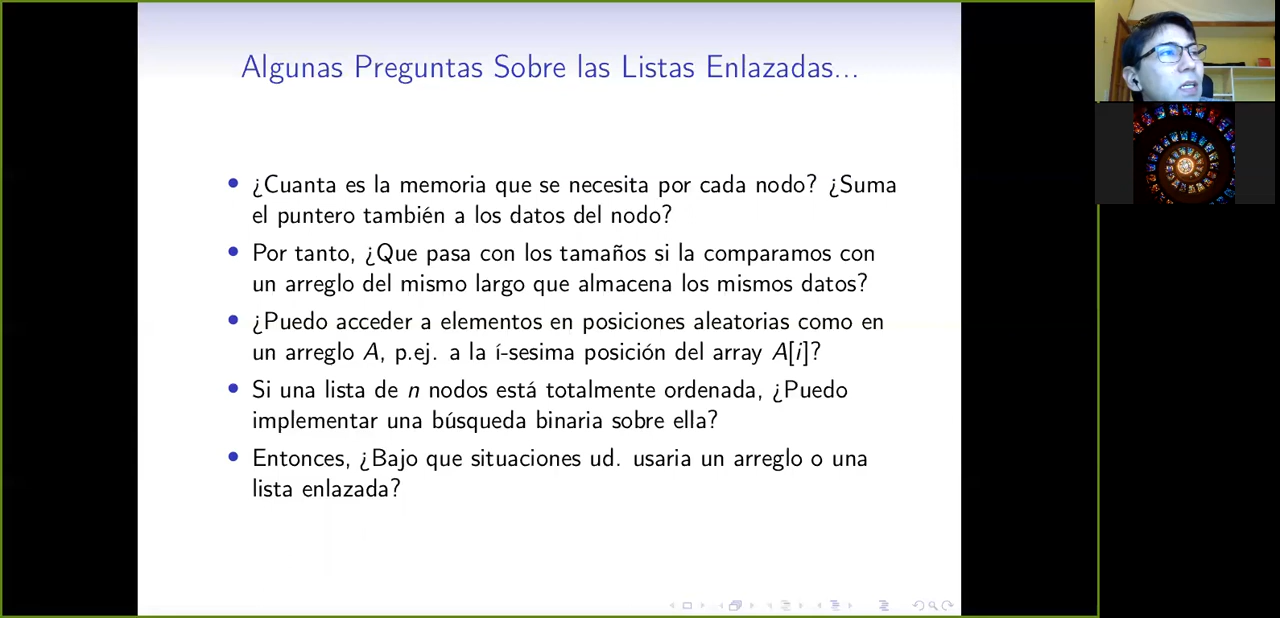 Algunas Preguntas Sobre las Listas Enlazadas...
• ¿Cuanta es la memoria que se necesita por cada nodo? ¿Suma
el puntero también a los datos del nodo?
• Por tanto, ¿Que pasa con los tamaños si la comparamos con
un arreglo del mismo largo que almacena los mismos datos?
• ¿Puedo acceder a elementos en posiciones aleatorias como en
un arreglo A, p.ej. a la í-sesima posición del array A[i]?
• Si una lista de n nodos está totalmente ordenada, ¿Puedo
implementar una búsqueda binaria sobre ella?
• Entonces, ¿Bajo que situaciones ud. usaria un arreglo o una
lista enlazada?